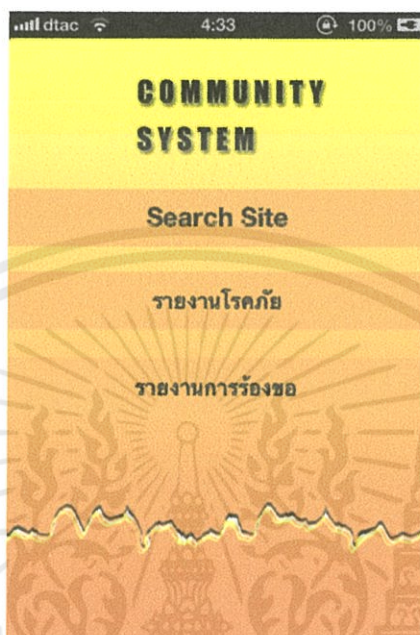 dtac 4:33 100%
COMMUNITY
SYSTEM
Search Site
รายงานโรคภัย
รายงานการร้องขอ